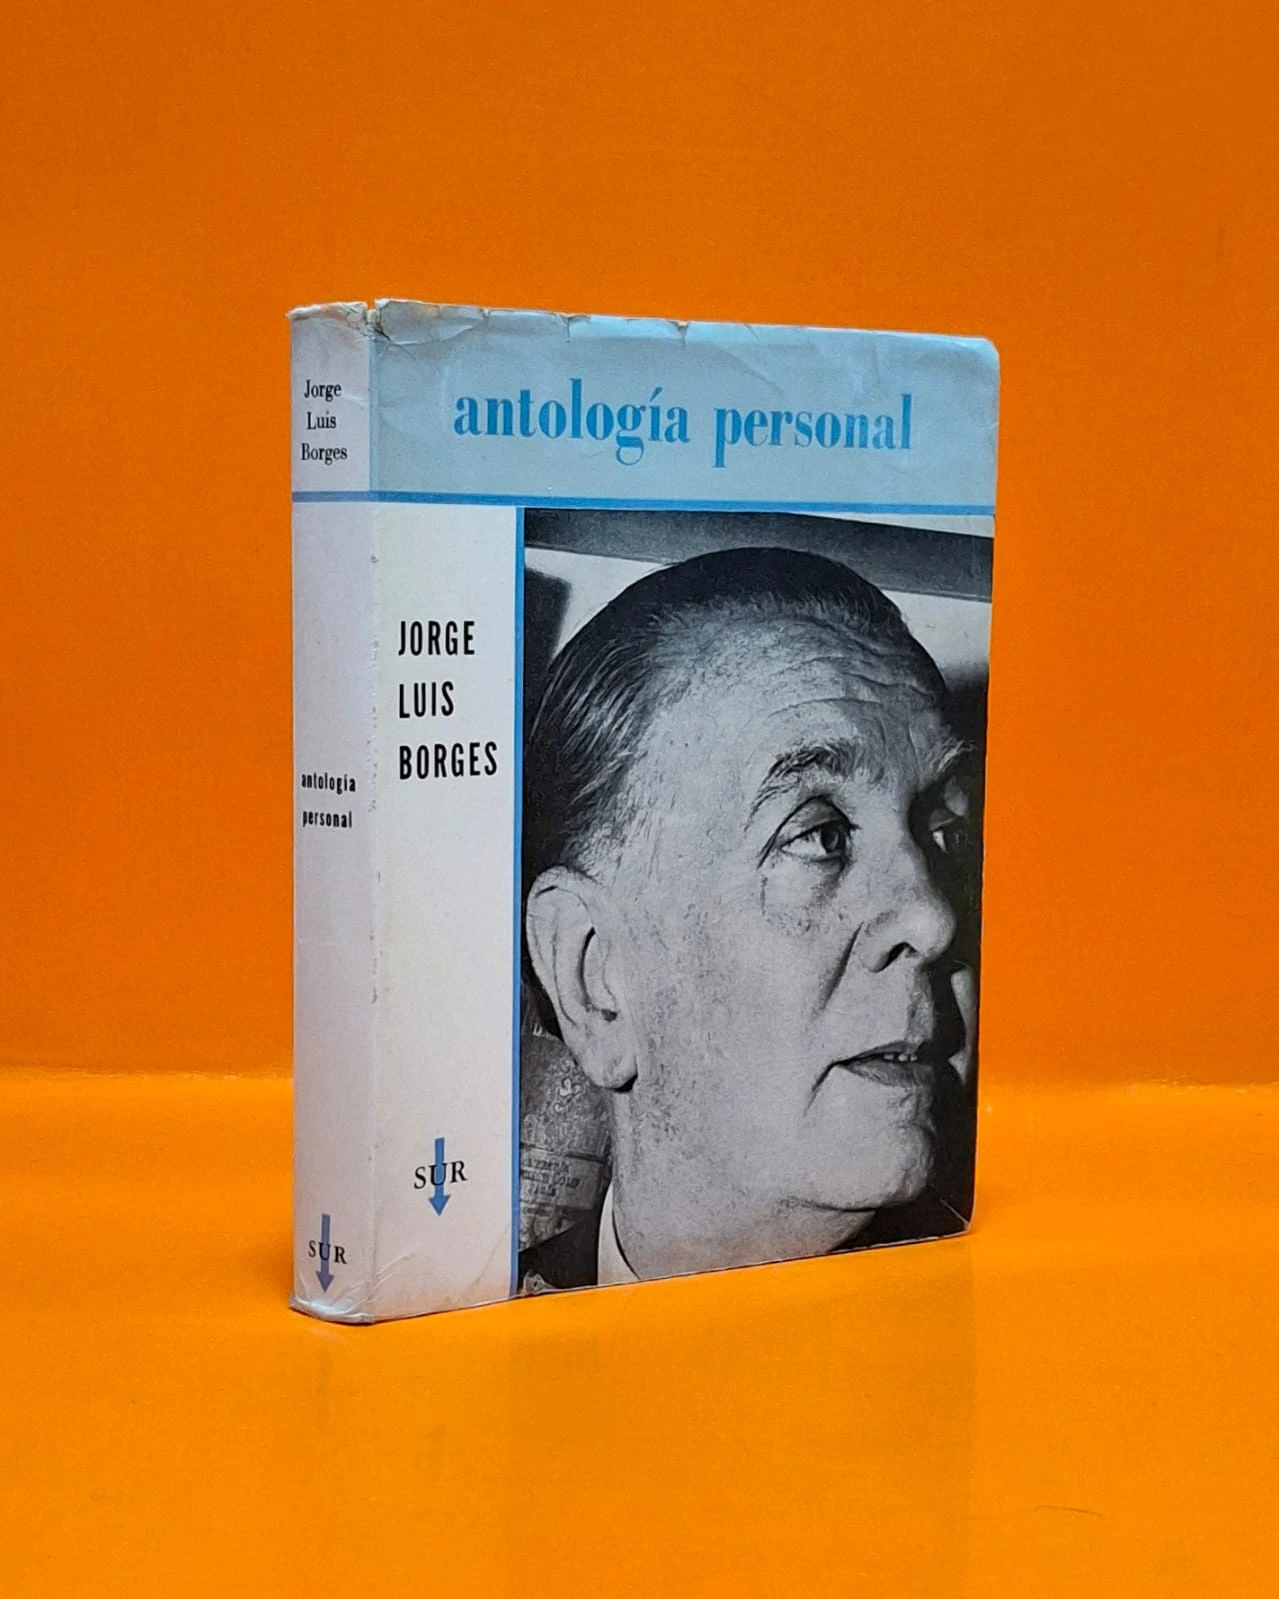 Jorge
Luis
Borges
antología
personal
SUR
antología personal
JORGE
LUIS
BORGES
SUR